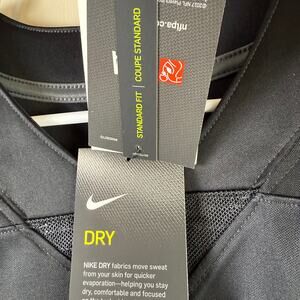 nflpa.co
STANDARD FIT | COUPE STANDARD
DRY
NIKE DRY fabrics move sweat
from your skin for quicker
evaporation—helping you stay
dry, comfortable and focused